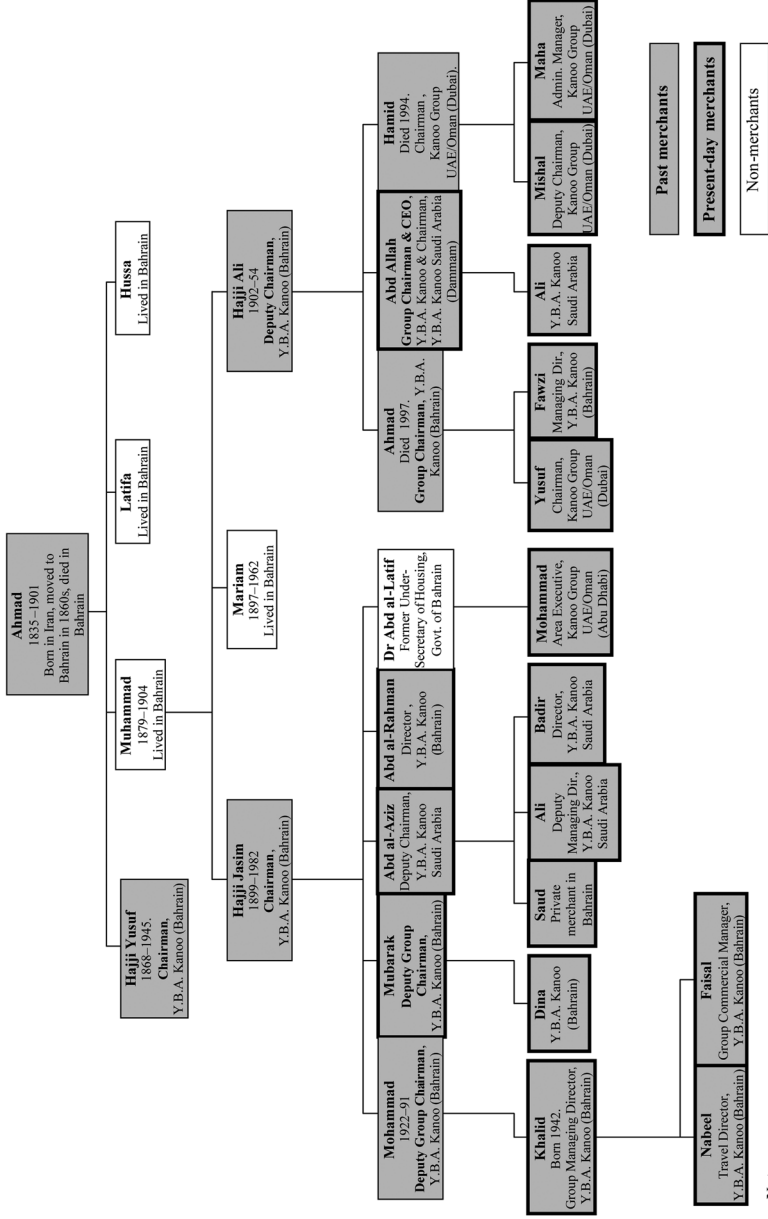 Ahmad
1835–1901
Born in Iran, moved to
Bahrain in 1860s, died in
Bahrain
Hajji Yusuf
1868–1945.
Chairman,
Y.B.A. Kanoo (Bahrain)
Muhammad
1879–1904
Lived in Bahrain
Latifa
Lived in Bahrain
Hussa
Lived in Bahrain
Hajji Jasim
1899–1982
Chairman,
Y.B.A. Kanoo (Bahrain)
Mariam
1897–1962
Lived in Bahrain
Hajji Ali
1902–54
Deputy Chairman,
Y.B.A. Kanoo (Bahrain)
Mohammad
1922–91
Deputy Group Chairman,
Y.B.A. Kanoo (Bahrain)
Mubarak
Deputy Group
Chairman,
Y.B.A. Kanoo (Bahrain)
Abd al-Aziz
Deputy Chairman,
Y.B.A. Kanoo
Saudi Arabia
Abd al-Rahman
Director ,
Y.B.A. Kanoo
(Bahrain)
Dr Abd al-Latif
Former Under-
Secretary of Housing,
Govt. of Bahrain
Ahmad
Died 1997.
Group Chairman, Y.B.A.
Kanoo (Bahrain)
Abd Allah
Group Chairman & CEO,
Y.B.A. Kanoo & Chairman,
Y.B.A. Kanoo Saudi Arabia
(Dammam)
Hamid
Died 1994.
Chairman ,
Kanoo Group
UAE/Oman (Dubai).
Khalid
Born 1942.
Group Managing Director,
Y.B.A. Kanoo (Bahrain)
Dina
Y.B.A. Kanoo
(Bahrain)
Saud
Private
merchant in
Bahrain
Ali
Deputy
Managing Dir.,
Y.B.A. Kanoo
Saudi Arabia
Badir
Director,
Y.B.A. Kanoo
Saudi Arabia
Mohammad
Area Executive,
Kanoo Group
UAE/Oman
(Abu Dhabi)
Yusuf
Chairman,
Kanoo Group
UAE/Oman
(Dubai)
Fawzi
Managing Dir.,
Y.B.A. Kanoo
(Bahrain)
Ali
Y.B.A. Kanoo
Saudi Arabia
Mishal
Deputy Chairman,
Kanoo Group
UAE/Oman (Dubai)
Maha
Admin. Manager,
Kanoo Group
UAE/Oman (Dubai)
Nabeel
Travel Director,
Y.B.A. Kanoo (Bahrain)
Faisal
Group Commercial Manager,
Y.B.A. Kanoo (Bahrain)
Past merchants
Present-day merchants
Non-merchants